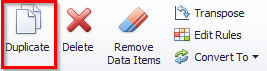 Duplicate
Delete
Remove
Data Items
Transpose
Edit Rules
Convert To